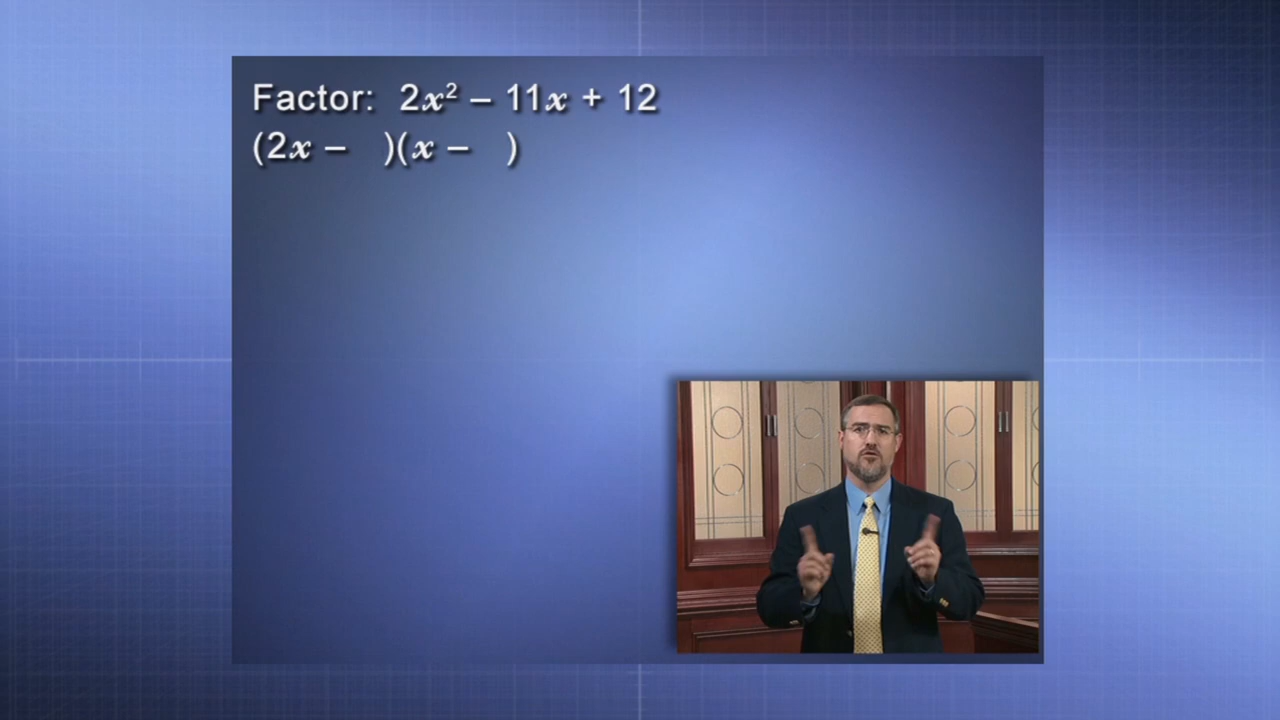 Factor: 2x² – 11x + 12
(2x –   )(x –   )